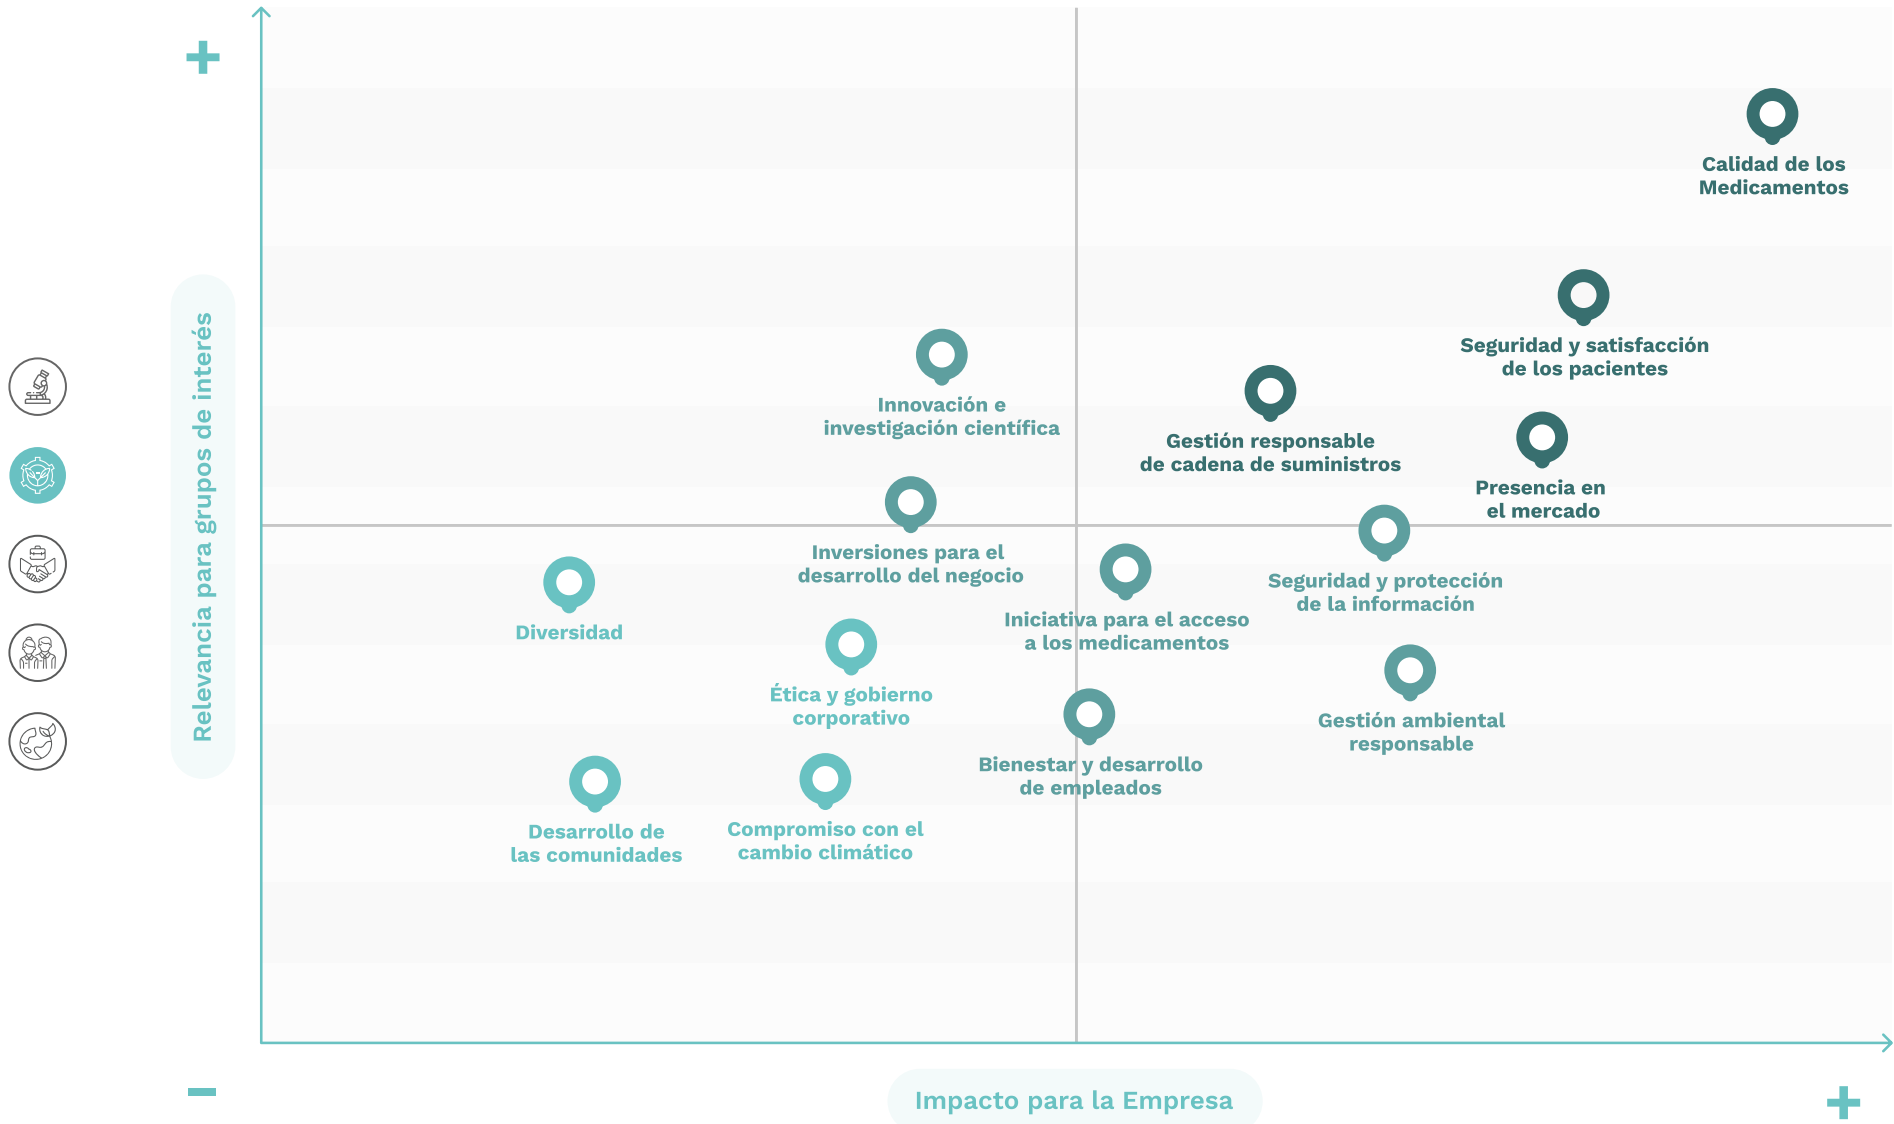 Calidad de los
Medicamentos
Seguridad y satisfacción
de los pacientes
Innovación e
investigación científica
Gestión responsable
de cadena de suministros
Presencia en
el mercado
Inversiones para el
desarrollo del negocio
Seguridad y protección
de la información
Iniciativa para el acceso
a los medicamentos
Diversidad
Ética y gobierno
corporativo
Gestión ambiental
responsable
Bienestar y desarrollo
de empleados
Desarrollo de
las comunidades
Compromiso con el
cambio climático
Relevancia para grupos de interés
Impacto para la Empresa